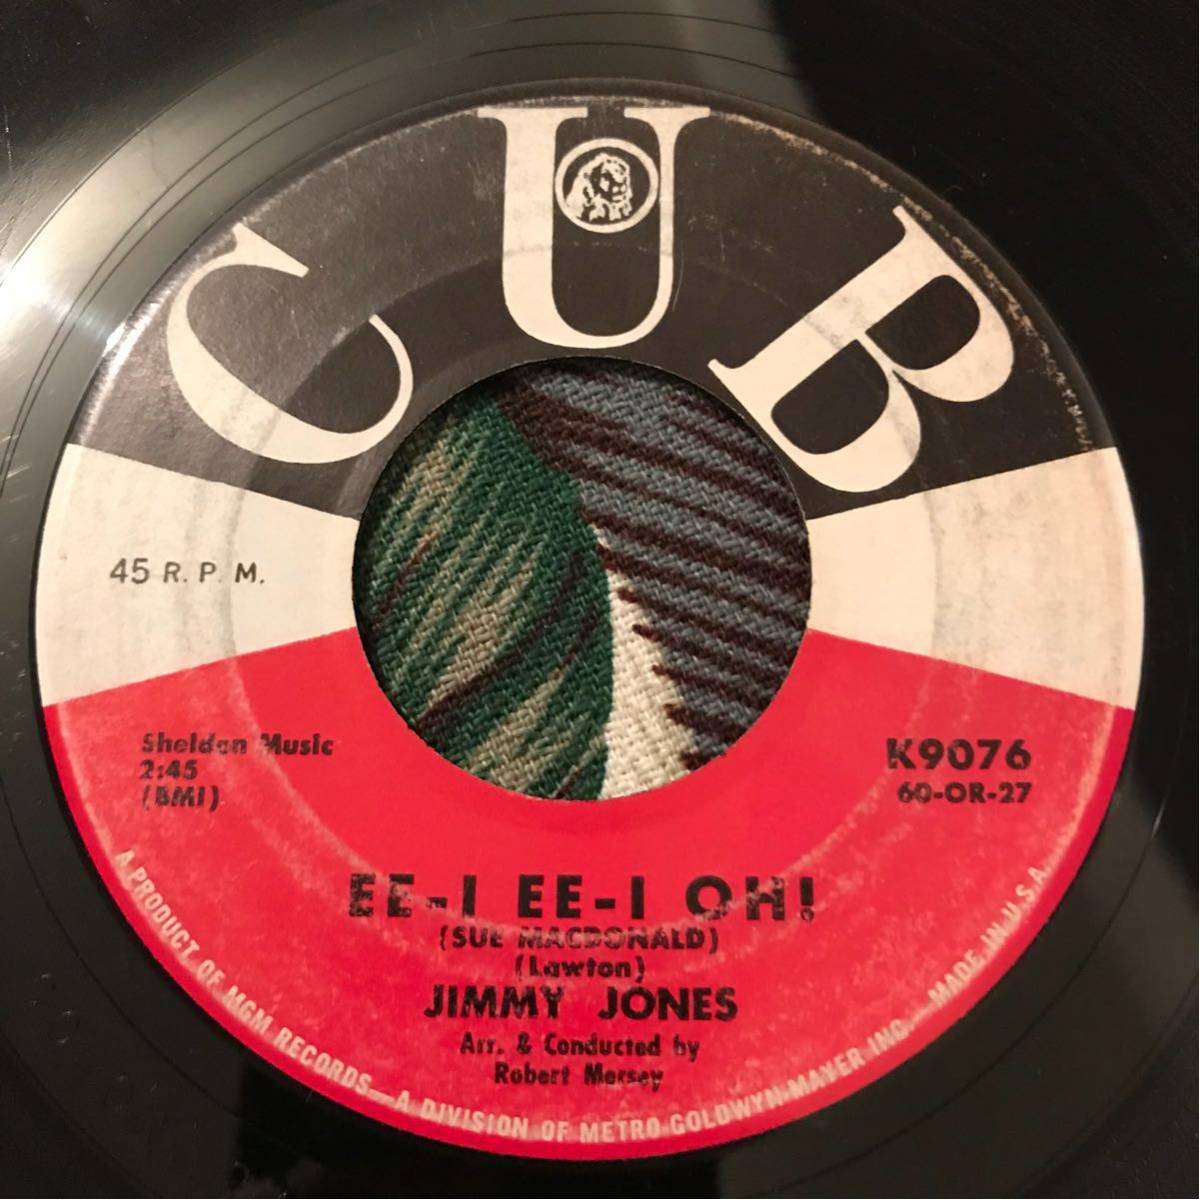 CUB
45 R. P. M.
Sheldon Music
2:45
(BMI)
K9076
60-OR-27
EE-I EE-I OH!
(SUE MACDONALD)
(Lawton)
JIMMY JONES
Arr. & Conducted by
Robert Mersey
A PRODUCT OF MGM RECORDS—A DIVISION OF METRO-GOLDWYN-MAYER INC.—MADE IN U.S.A.